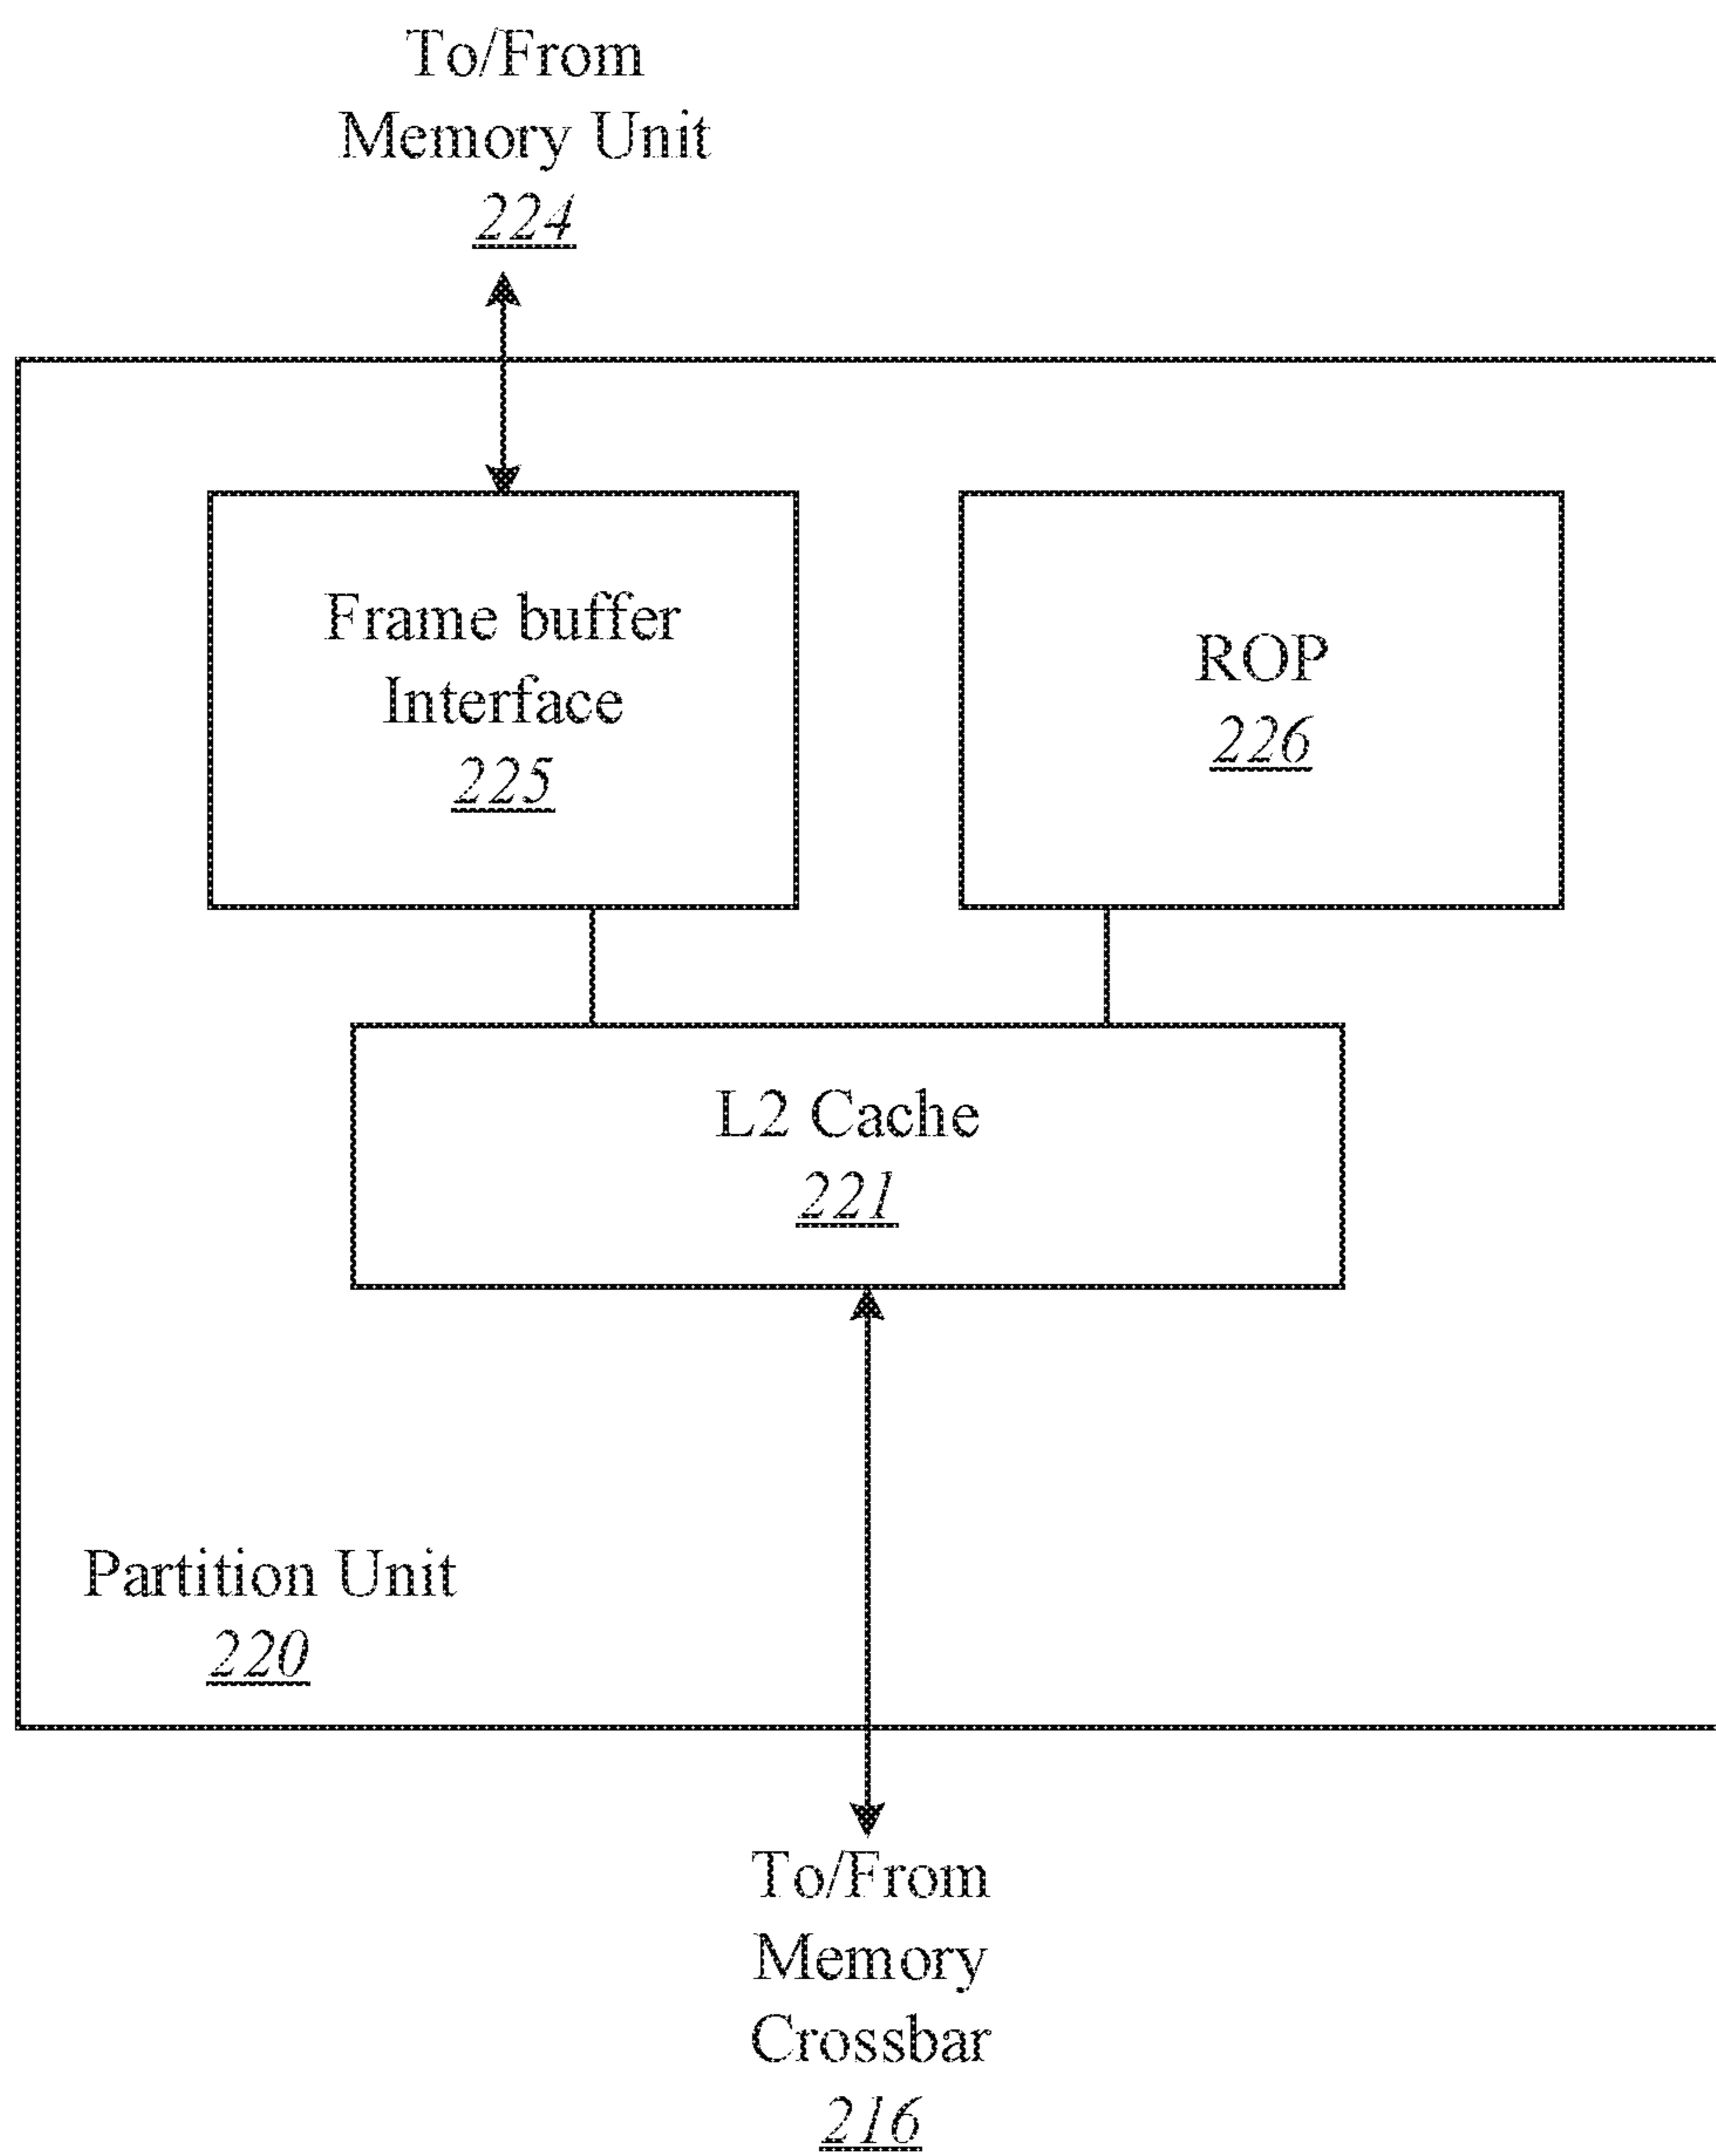 To/From
Memory Unit
224
Frame buffer
Interface
225
ROP
226
L2 Cache
221
Partition Unit
220
To/From
Memory
Crossbar
216